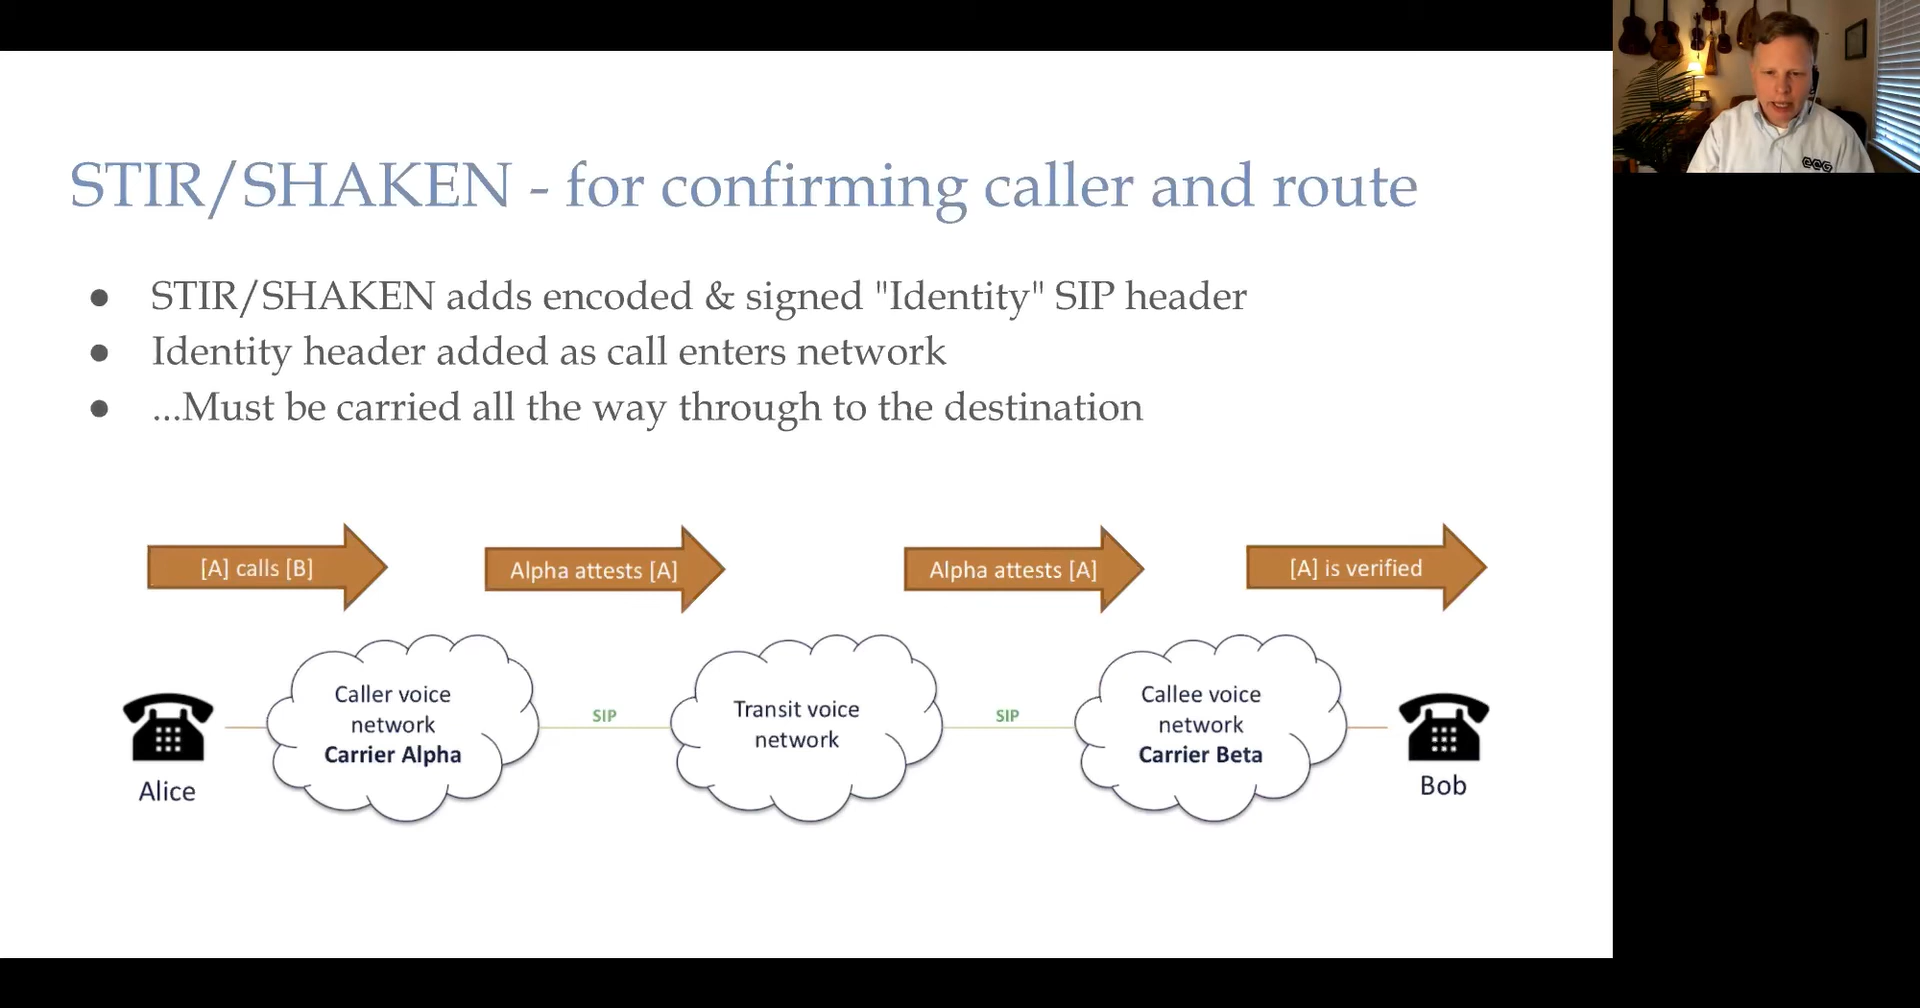 STIR/SHAKEN - for confirming caller and route
● STIR/SHAKEN adds encoded & signed "Identity" SIP header
● Identity header added as call enters network
● ...Must be carried all the way through to the destination
[A] calls [B]
Alpha attests [A]
Alpha attests [A]
[A] is verified
Alice
Caller voice
network
Carrier Alpha
SIP
Transit voice
network
SIP
Callee voice
network
Carrier Beta
Bob